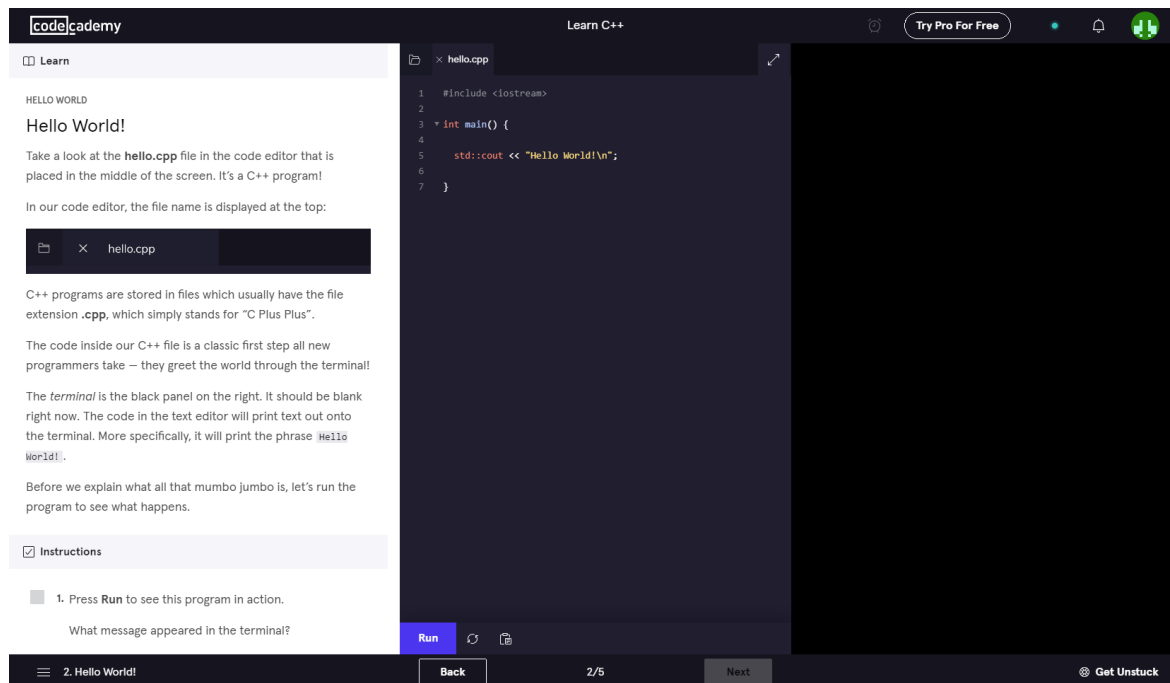 codecademy
Learn C++
Try Pro For Free
Learn
HELLO WORLD
Hello World!
Take a look at the hello.cpp file in the code editor that is
placed in the middle of the screen. It's a C++ program!
In our code editor, the file name is displayed at the top:
hello.cpp
C++ programs are stored in files which usually have the file
extension .cpp, which simply stands for “C Plus Plus”.
The code inside our C++ file is a classic first step all new
programmers take — they greet the world through the terminal!
The terminal is the black panel on the right. It should be blank
right now. The code in the text editor will print text out onto
the terminal. More specifically, it will print the phrase Hello
World! .
Before we explain what all that mumbo jumbo is, let's run the
program to see what happens.
Instructions
1. Press Run to see this program in action.
What message appeared in the terminal?
hello.cpp
1 #include <iostream>
2
3 int main() {
4
5 std::cout << "Hello World!\n";
6
7 }
Run
2. Hello World!
Back
2/5
Next
Get Unstuck